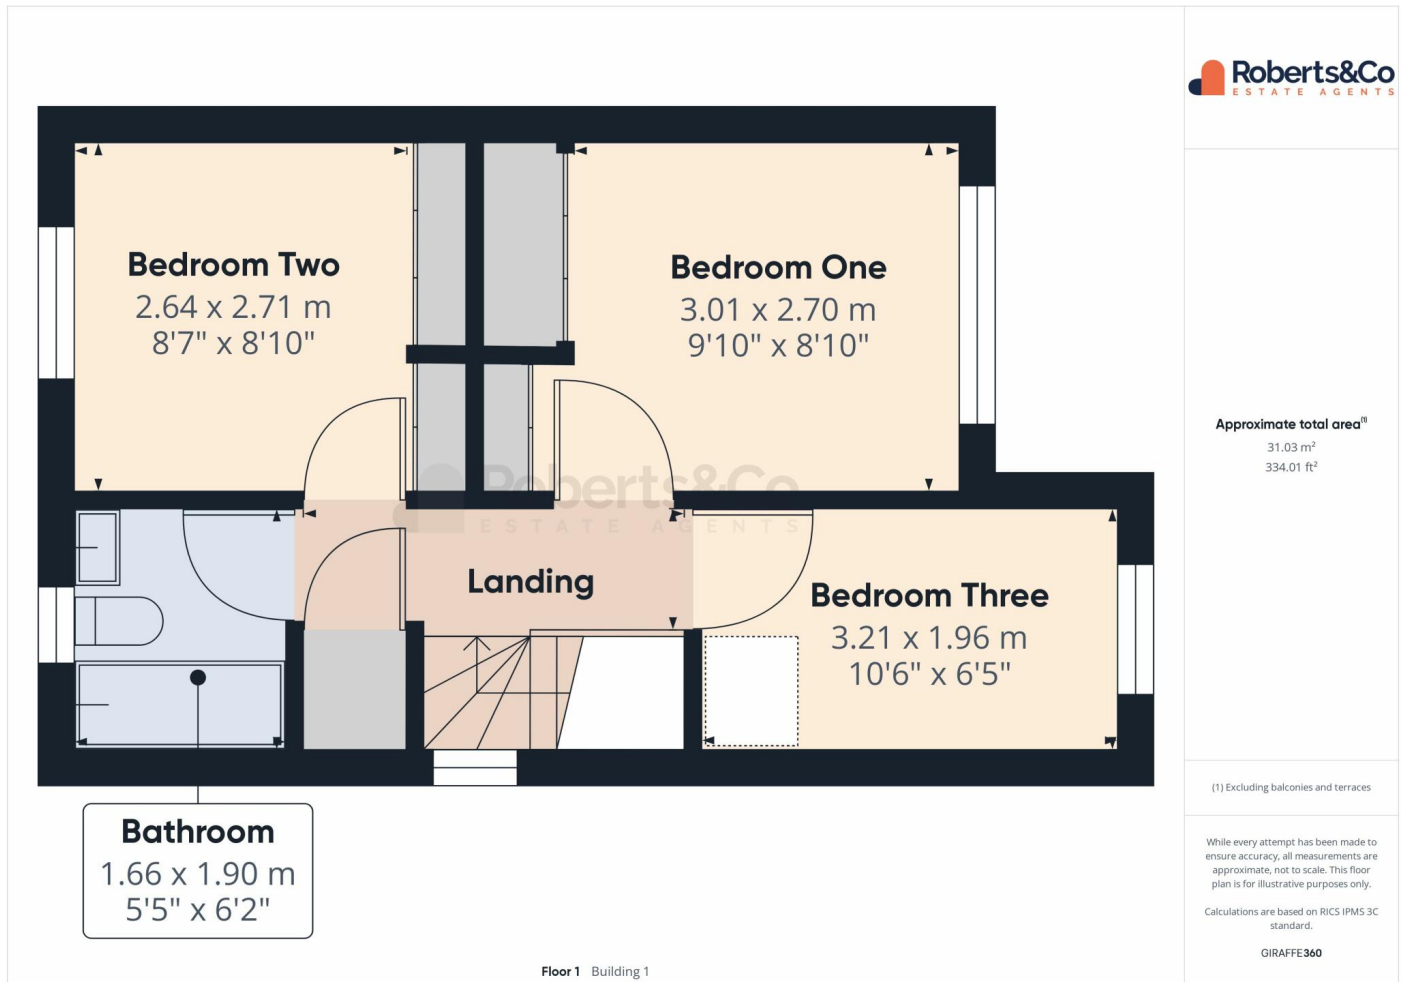 Roberts&Co
ESTATE AGENTS
Bedroom Two
2.64 x 2.71 m
8'7" x 8'10"
Bedroom One
3.01 x 2.70 m
9'10" x 8'10"
Roberts&Co
ESTATE AGENTS
Landing
Bedroom Three
3.21 x 1.96 m
10'6" x 6'5"
Bathroom
1.66 x 1.90 m
5'5" x 6'2"
Floor 1 Building 1
Approximate total area(1)
31.03 m²
334.01 ft²
(1) Excluding balconies and terraces
While every attempt has been made to
ensure accuracy, all measurements are
approximate, not to scale. This floor
plan is for illustrative purposes only.
Calculations are based on RICS IPMS 3C
standard.
GIRAFFE360